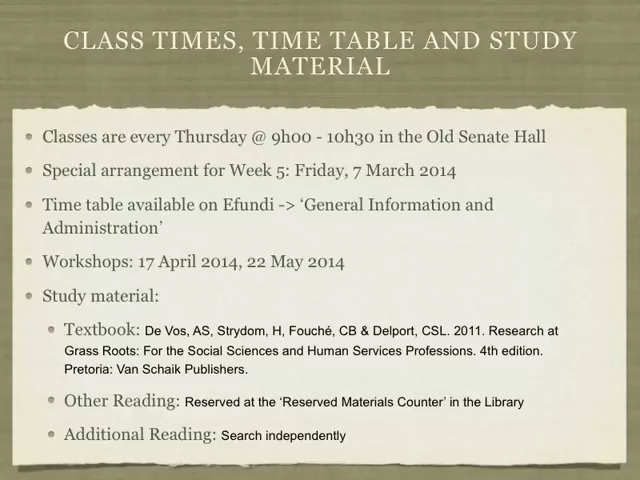 CLASS TIMES, TIME TABLE AND STUDY
MATERIAL
Classes are every Thursday @ 9h00 - 10h30 in the Old Senate Hall
Special arrangement for Week 5: Friday, 7 March 2014
Time table available on Efundi -> ‘General Information and
Administration’
Workshops: 17 April 2014, 22 May 2014
Study material:
Textbook: De Vos, AS, Strydom, H, Fouché, CB & Delport, CSL. 2011. Research at
Grass Roots: For the Social Sciences and Human Services Professions. 4th edition.
Pretoria: Van Schaik Publishers.
Other Reading: Reserved at the ‘Reserved Materials Counter’ in the Library
Additional Reading: Search independently